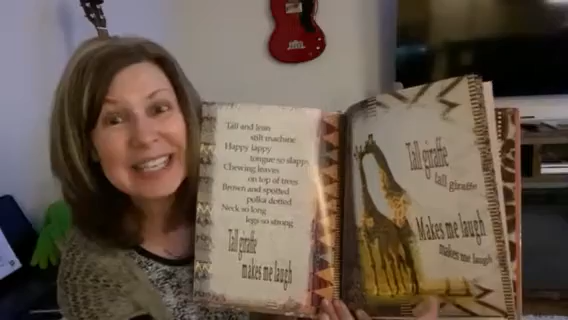 Tall and lean
stilt machine
Happy lappy
tongue so slappy
Chewing leaves
on top of trees
Brown and spotted
polka dotted
Neck so long
legs so strong
Tall giraffe
makes me laugh
Tall giraffe
tall giraffe
Makes me laugh
makes me laugh